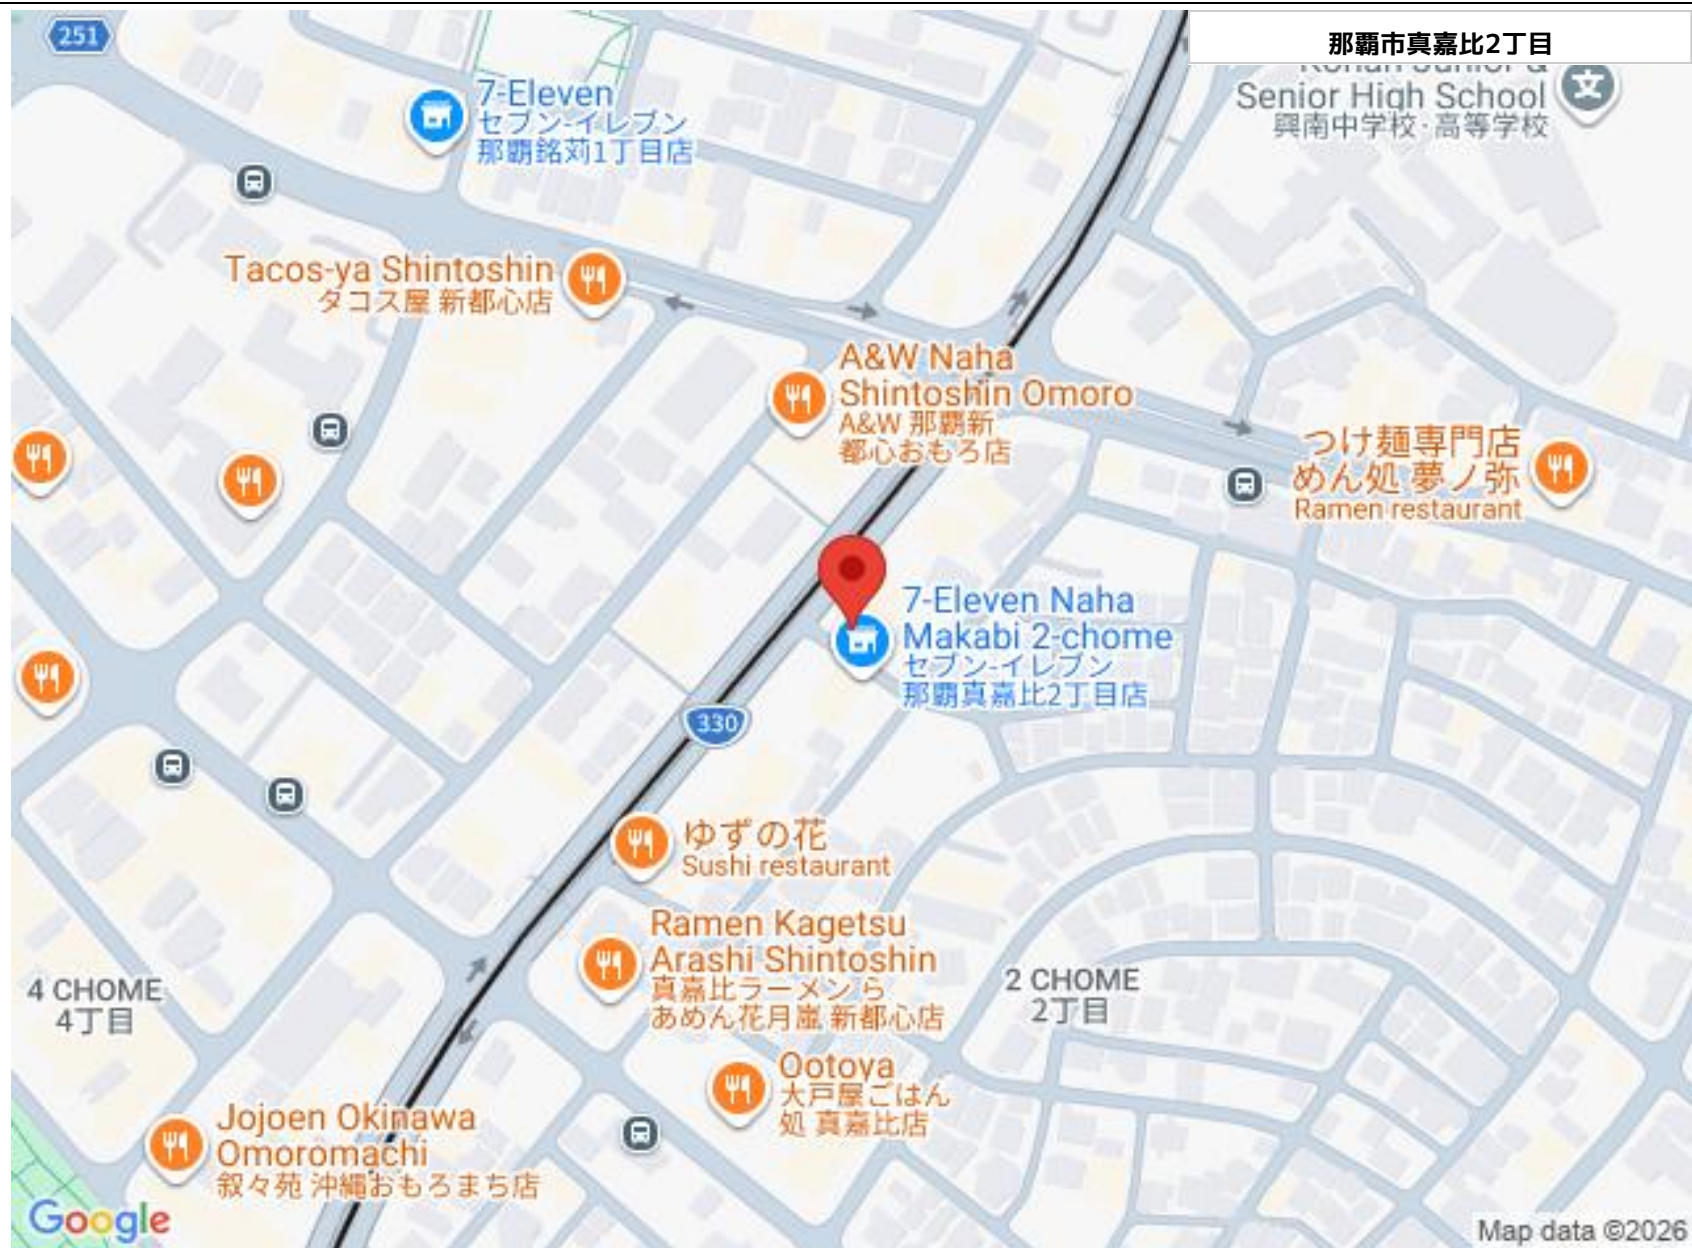 那覇市真嘉比2丁目
251
7-Eleven
セブン-イレブン
那覇銘苅1丁目店
Senior High School
興南中学校・高等学校
Tacos-ya Shintoshin
タコス屋 新都心店
A&W Naha
Shintoshin Omoro
A&W 那覇新
都心おもろ店
つけ麺専門店
めん処 夢ノ弥
Ramen restaurant
7-Eleven Naha
Makabi 2-chome
セブン-イレブン
那覇真嘉比2丁目店
330
ゆずの花
Sushi restaurant
Ramen Kagetsu
Arashi Shintoshin
真嘉比ラーメン ら
あめん花月嵐 新都心店
4 CHOME
4丁目
2 CHOME
2丁目
Ootoya
大戸屋ごはん
処 真嘉比店
Jojoen Okinawa
Omoromachi
叙々苑 沖縄おもろまち店
Google
Map data ©2026